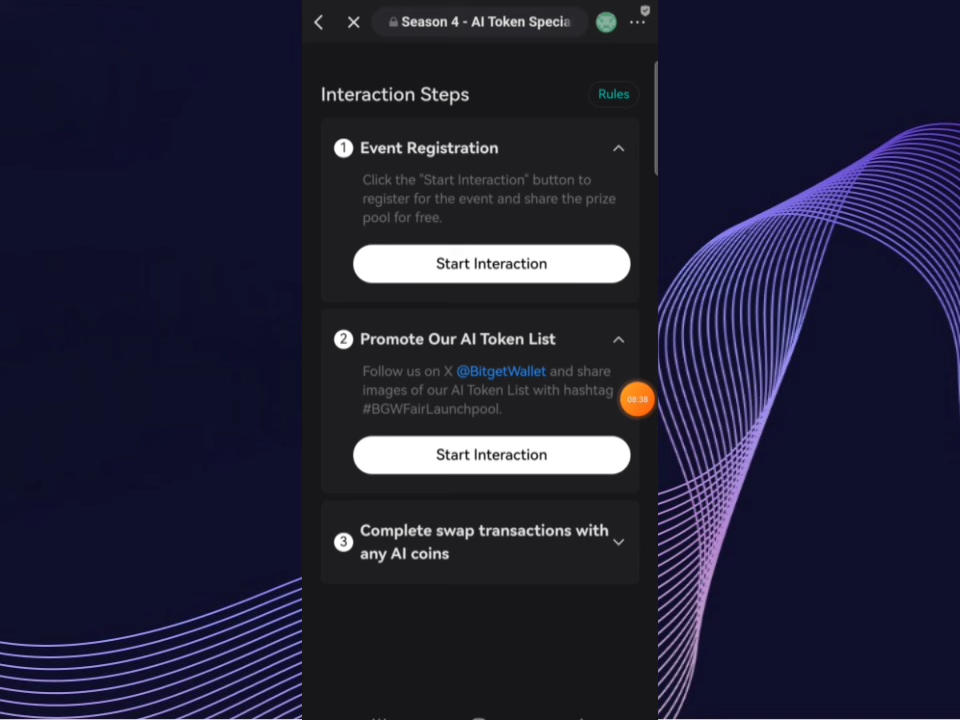 Season 4 - AI Token Specia
Interaction Steps
Rules
1 Event Registration
Click the "Start Interaction" button to
register for the event and share the prize
pool for free.
Start Interaction
2 Promote Our AI Token List
Follow us on X @BitgetWallet and share
images of our AI Token List with hashtag
#BGWFairLaunchpool.
08:38
Start Interaction
3 Complete swap transactions with
any AI coins